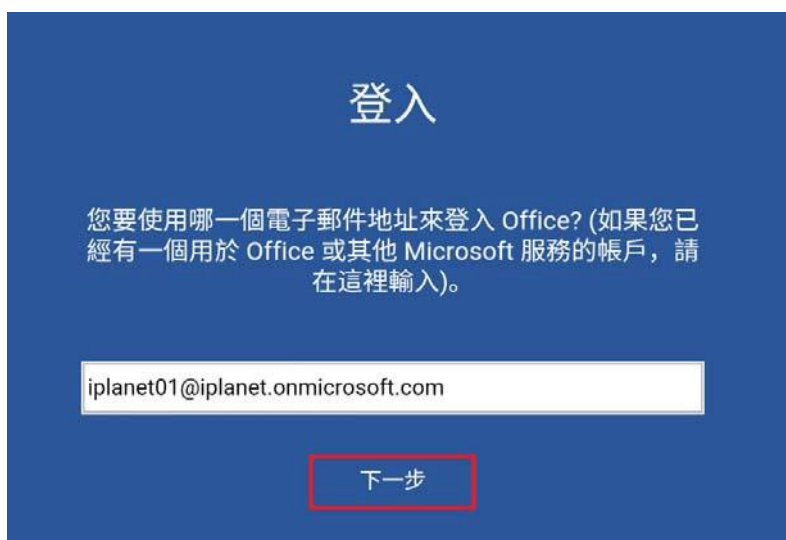 登入
您要使用哪一個電子郵件地址來登入 Office? (如果您已
經有一個用於 Office 或其他 Microsoft 服務的帳戶，請
在這裡輸入)。
iplanet01@iplanet.onmicrosoft.com
下一步